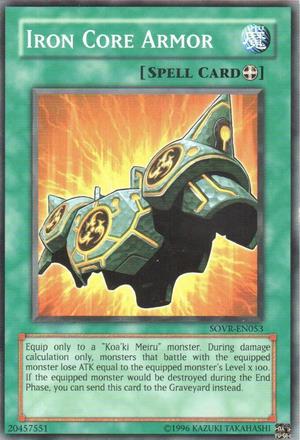 IRON CORE ARMOR
[SPELL CARD]
SOVR-EN053
Equip only to a "Koa'ki Meiru" monster. During damage
calculation only, monsters that battle with the equipped
monster lose ATK equal to the equipped monster's Level x 100.
If the equipped monster would be destroyed during the End
Phase, you can send this card to the Graveyard instead.
20457551
©1996 KAZUKI TAKAHASHI